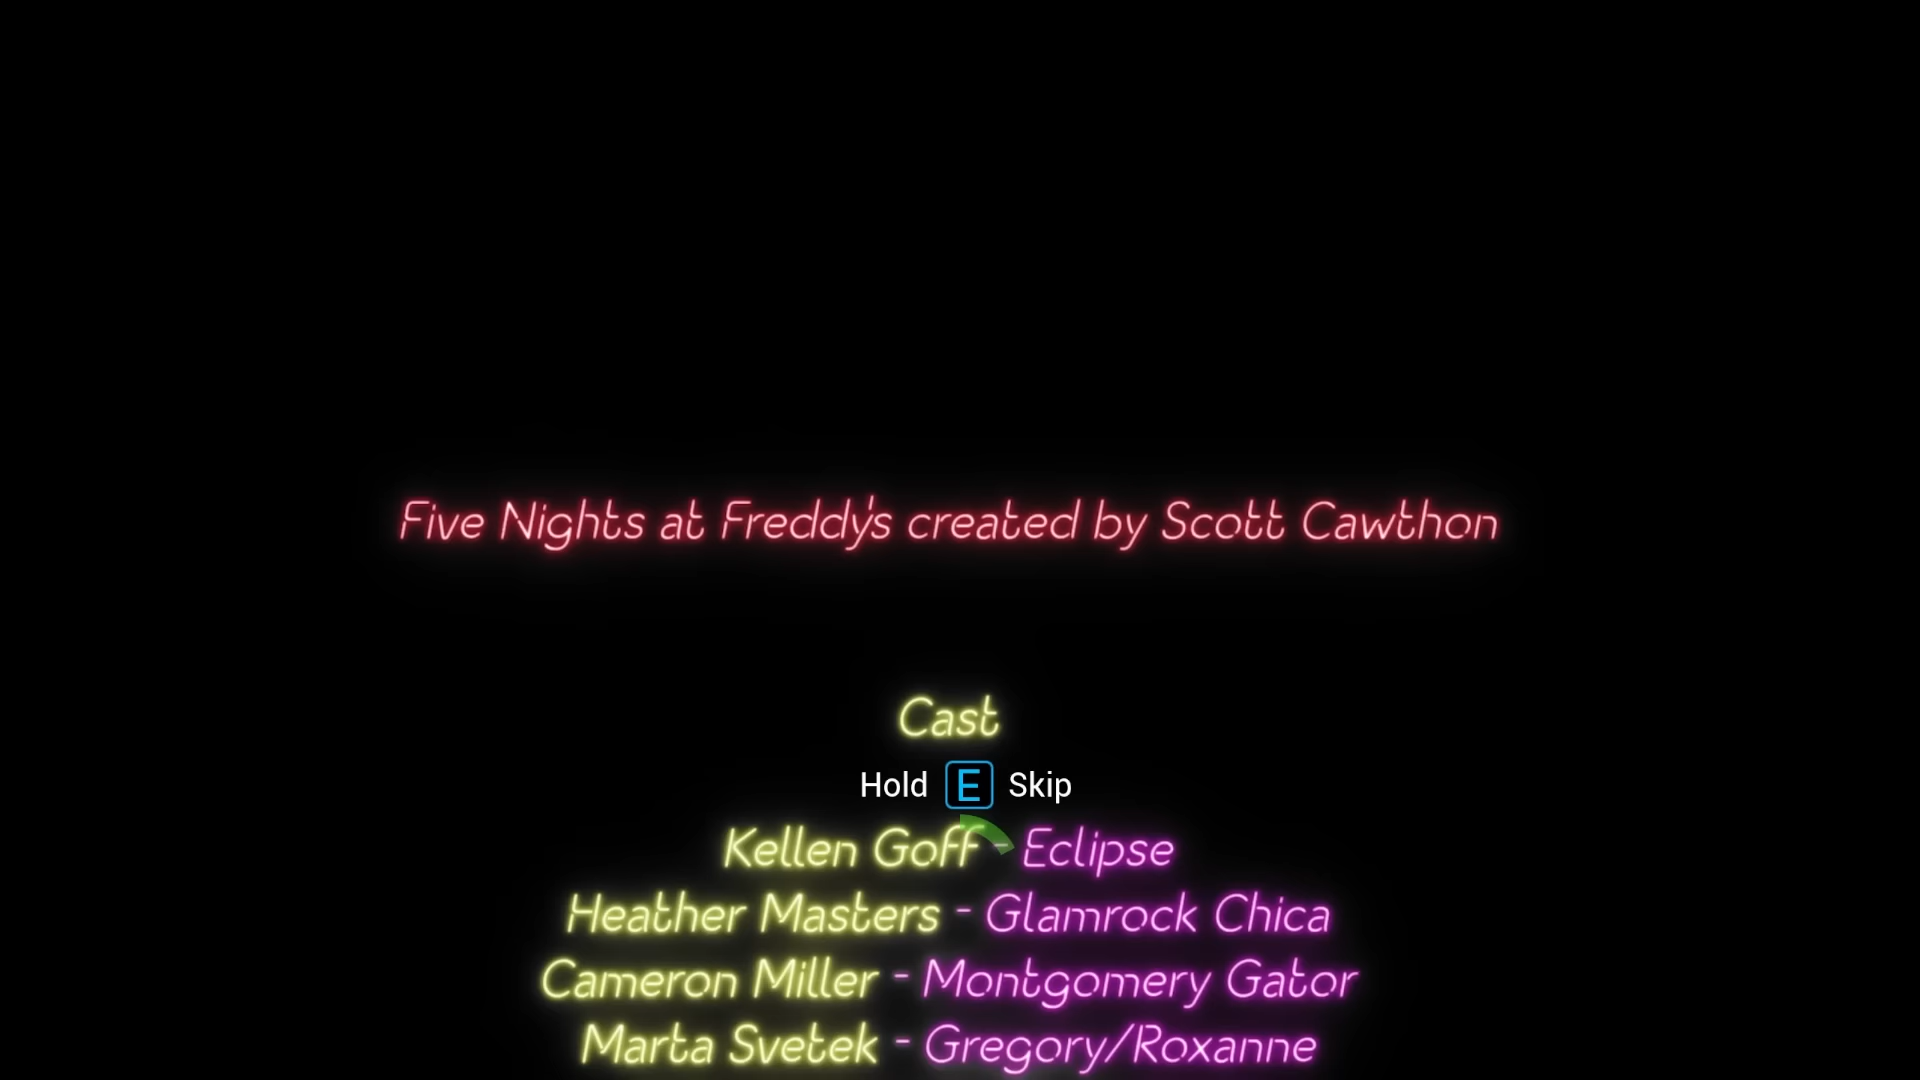 Five Nights at Freddy's created by Scott Cawthon
Cast
Hold E Skip
Kellen Goff - Eclipse
Heather Masters - Glamrock Chica
Cameron Miller - Montgomery Gator
Marta Svetek - Gregory/Roxanne